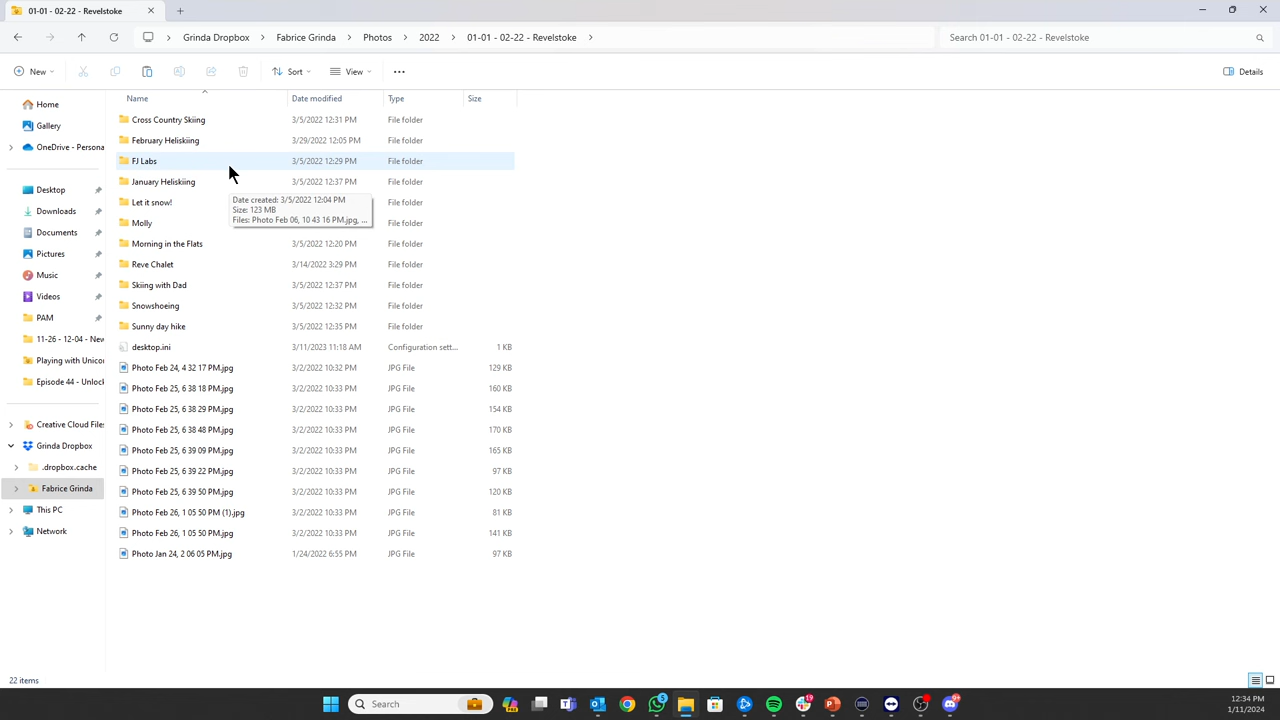 01-01 - 02-22 - Revelstoke
Grinda Dropbox > Fabrice Grinda > Photos > 2022 > 01-01 - 02-22 - Revelstoke >
Search 01-01 - 02-22 - Revelstoke
New Sort View ••• Details
Name Date modified Type Size
Home
Gallery
OneDrive - Persona
Desktop
Downloads
Documents
Pictures
Music
Videos
PAM
11-26 - 12-04 - New
Playing with Unicor
Episode 44 - Unlock
Creative Cloud Files
Grinda Dropbox
.dropbox.cache
Fabrice Grinda
This PC
Network
Cross Country Skiing 3/5/2022 12:31 PM File folder
February Heliskiing 3/29/2022 12:05 PM File folder
FJ Labs 3/5/2022 12:29 PM File folder
January Heliskiing 3/5/2022 12:37 PM File folder
Let it snow! File folder
Molly File folder
Date created: 3/5/2022 12:04 PM
Size: 123 MB
Files: Photo Feb 06, 10 43 16 PM.jpg, ...
Morning in the Flats 3/5/2022 12:20 PM File folder
Reve Chalet 3/14/2022 3:29 PM File folder
Skiing with Dad 3/5/2022 12:37 PM File folder
Snowshoeing 3/5/2022 12:32 PM File folder
Sunny day hike 3/5/2022 12:35 PM File folder
desktop.ini 3/11/2023 11:18 AM Configuration sett... 1 KB
Photo Feb 24, 4 32 17 PM.jpg 3/2/2022 10:32 PM JPG File 129 KB
Photo Feb 25, 6 38 18 PM.jpg 3/2/2022 10:33 PM JPG File 160 KB
Photo Feb 25, 6 38 29 PM.jpg 3/2/2022 10:33 PM JPG File 154 KB
Photo Feb 25, 6 38 48 PM.jpg 3/2/2022 10:33 PM JPG File 170 KB
Photo Feb 25, 6 39 09 PM.jpg 3/2/2022 10:33 PM JPG File 165 KB
Photo Feb 25, 6 39 22 PM.jpg 3/2/2022 10:33 PM JPG File 97 KB
Photo Feb 25, 6 39 50 PM.jpg 3/2/2022 10:33 PM JPG File 120 KB
Photo Feb 26, 1 05 50 PM (1).jpg 3/2/2022 10:33 PM JPG File 81 KB
Photo Feb 26, 1 05 50 PM.jpg 3/2/2022 10:33 PM JPG File 141 KB
Photo Jan 24, 2 06 05 PM.jpg 1/24/2022 6:55 PM JPG File 97 KB
22 items
Search
5
19
9+
12:34 PM
1/11/2024